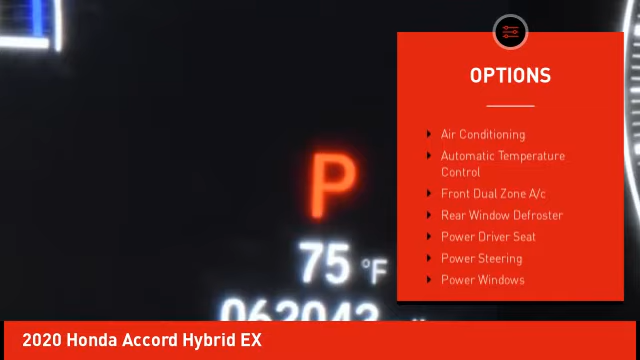 OPTIONS
Air Conditioning
Automatic Temperature
Control
Front Dual Zone A/c
Rear Window Defroster
Power Driver Seat
Power Steering
Power Windows
P
75 °F
2020 Honda Accord Hybrid EX